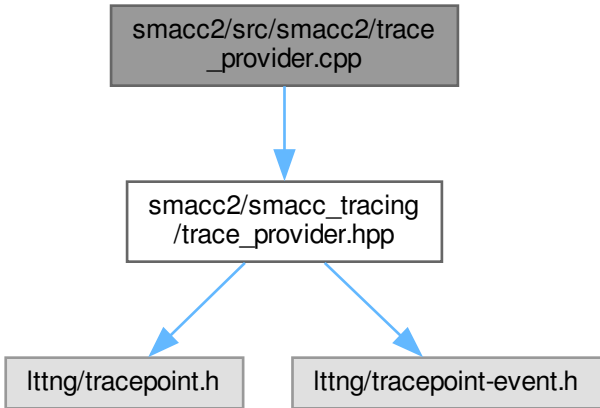 smacc2/src/smacc2/trace
_provider.cpp
smacc2/smacc_tracing
/trace_provider.hpp
lttng/tracepoint.h
lttng/tracepoint-event.h